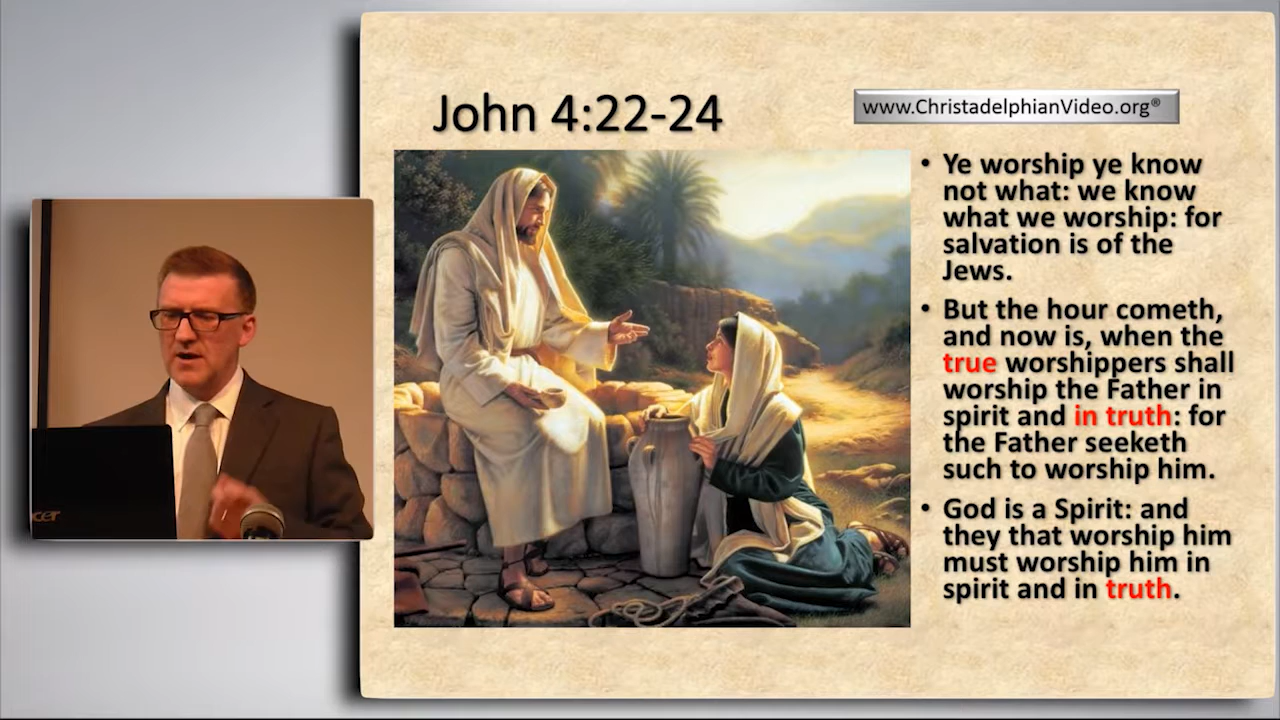 John 4:22-24
www.ChristadelphianVideo.org®
• Ye worship ye know
not what: we know
what we worship: for
salvation is of the
Jews.
• But the hour cometh,
and now is, when the
true worshippers shall
worship the Father in
spirit and in truth: for
the Father seeketh
such to worship him.
• God is a Spirit: and
they that worship him
must worship him in
spirit and in truth.
cer